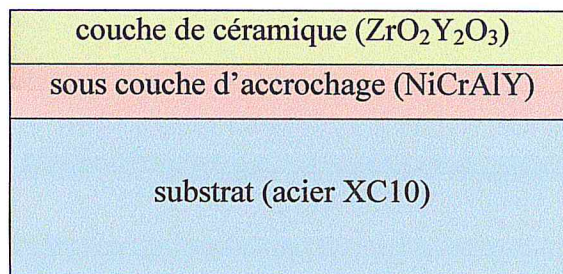 couche de céramique (ZrO₂Y₂O₃)
sous couche d'accrochage (NiCrAlY)
substrat (acier XC10)